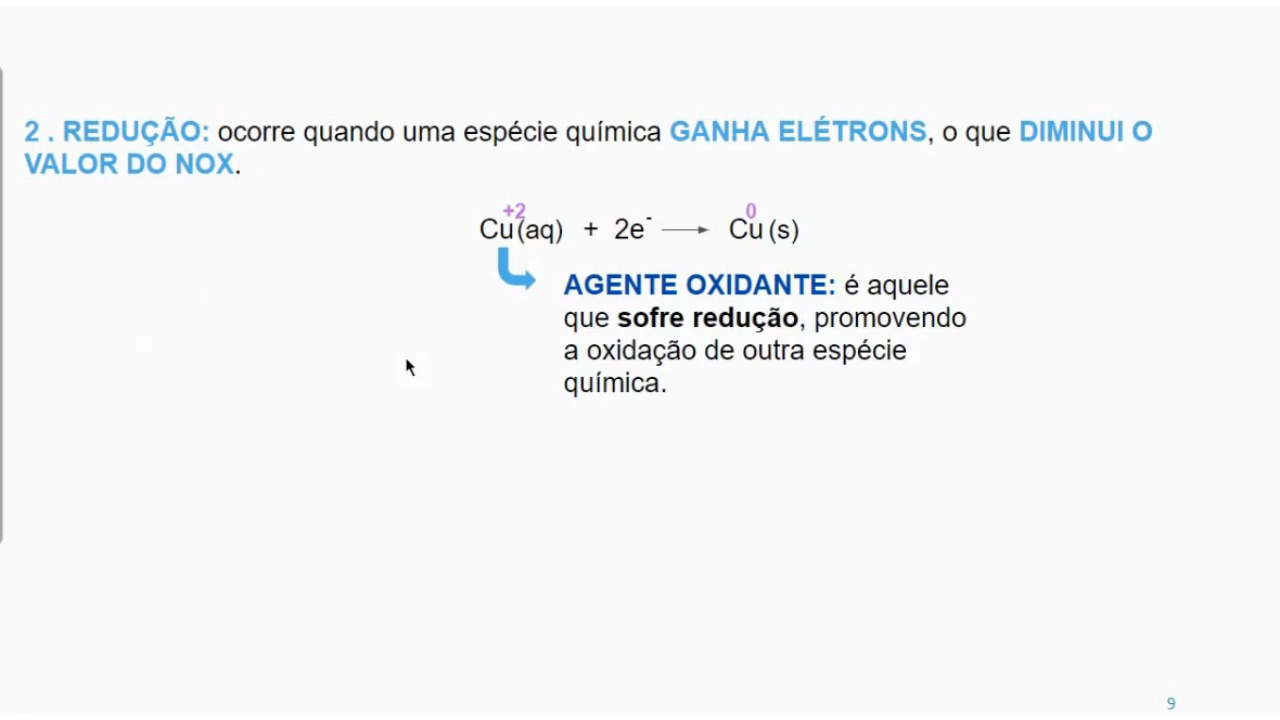 2 . REDUÇÃO: ocorre quando uma espécie química GANHA ELÉTRONS, o que DIMINUI O
VALOR DO NOX.
+2 0
Cu (aq) + 2e⁻ ⟶ Cu (s)
AGENTE OXIDANTE: é aquele
que sofre redução, promovendo
a oxidação de outra espécie
química.
9